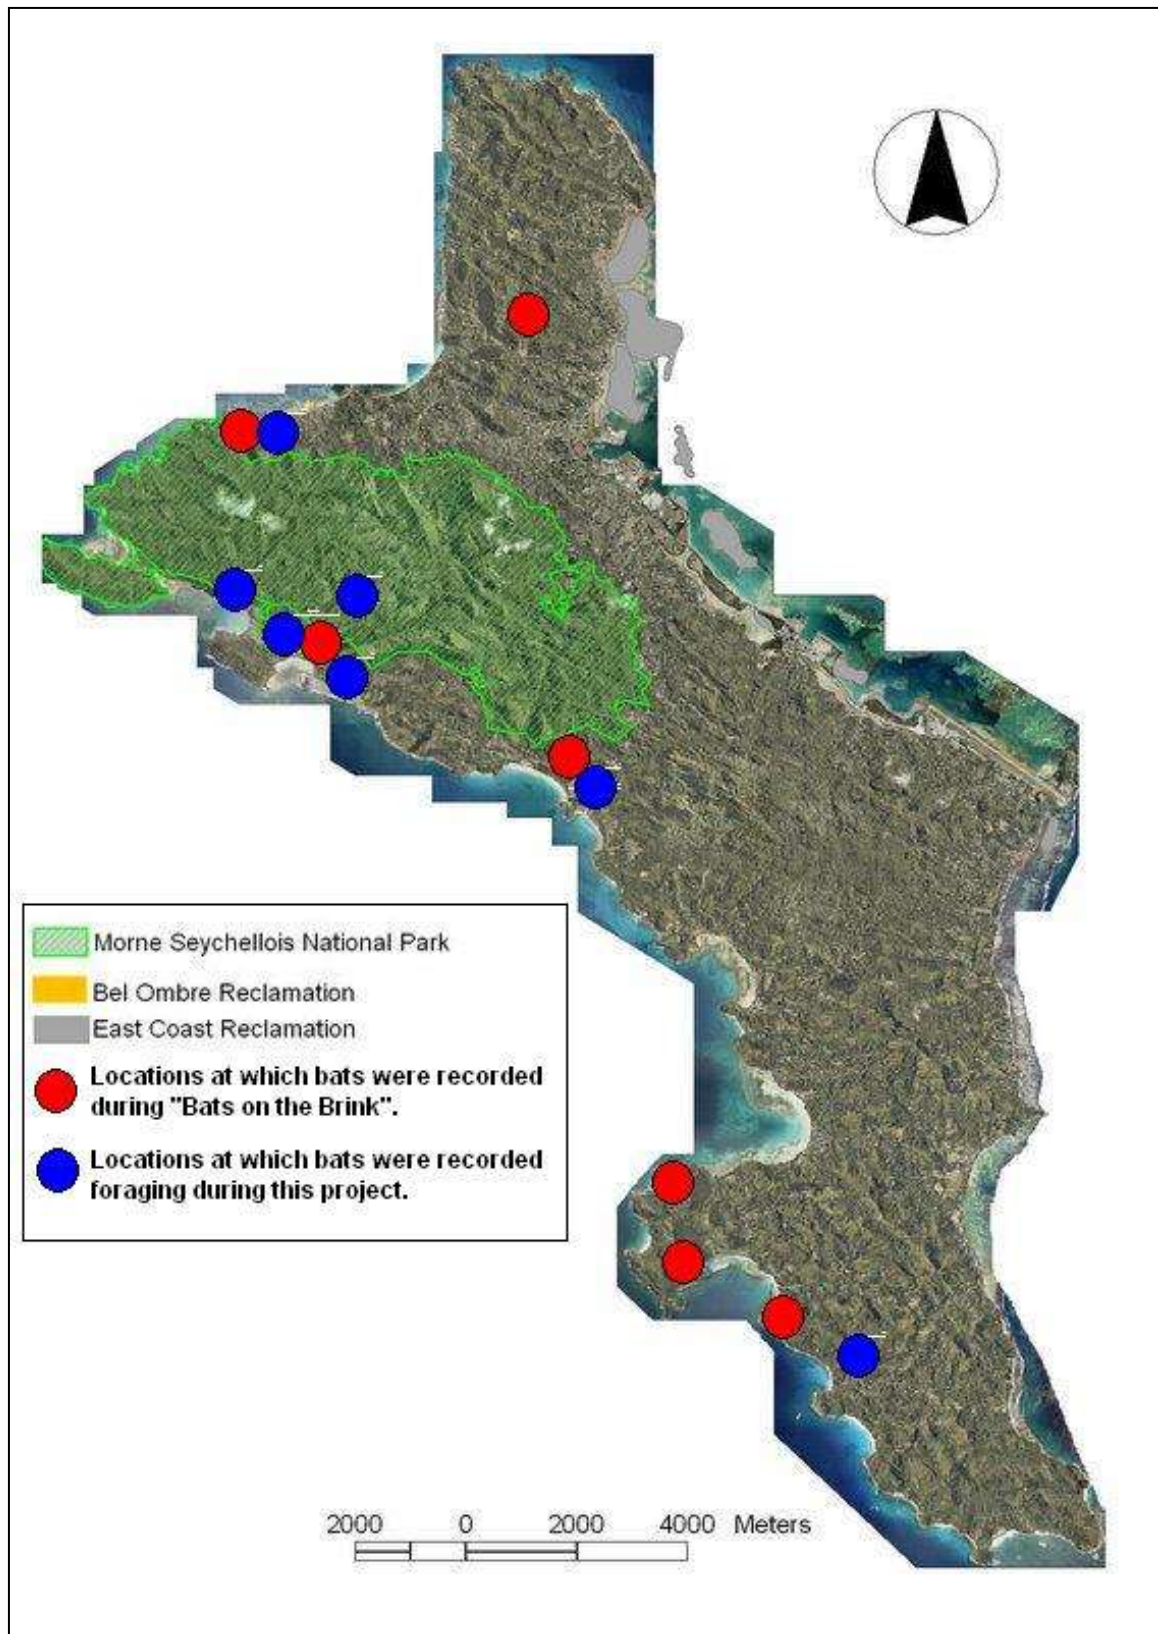 Morne Seychellois National Park
Bel Ombre Reclamation
East Coast Reclamation
Locations at which bats were recorded
during "Bats on the Brink".
Locations at which bats were recorded
foraging during this project.
2000 0 2000 4000 Meters